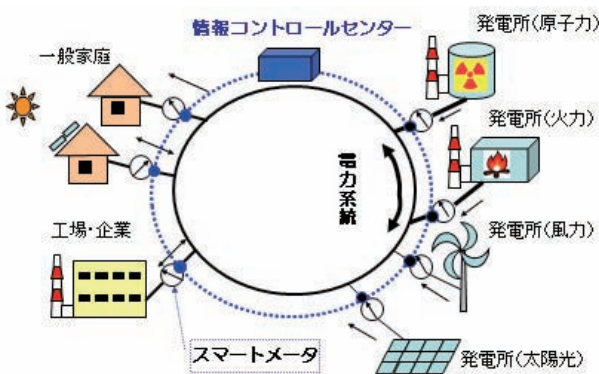 情報コントロールセンター
発電所(原子力)
一般家庭
発電所(火力)
電力系統
工場・企業
発電所(風力)
スマートメータ
発電所(太陽光)